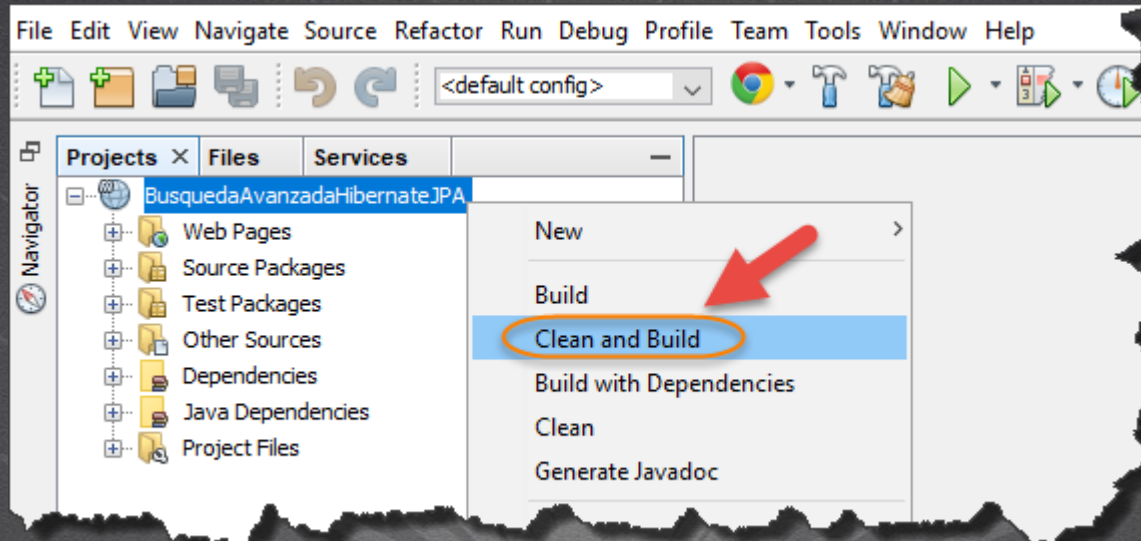 File Edit View Navigate Source Refactor Run Debug Profile Team Tools Window Help
<default config>
Projects Files Services
Navigator
BusquedaAvanzadaHibernateJPA
Web Pages
Source Packages
Test Packages
Other Sources
Dependencies
Java Dependencies
Project Files
New
Build
Clean and Build
Build with Dependencies
Clean
Generate Javadoc